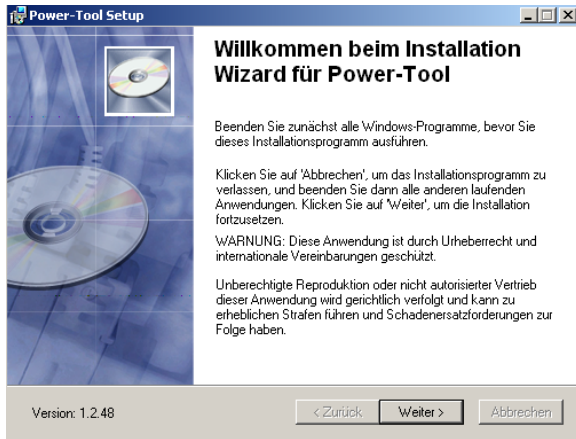 Power-Tool Setup
Willkommen beim Installation
Wizard für Power-Tool
Beenden Sie zunächst alle Windows-Programme, bevor Sie
dieses Installationsprogramm ausführen.
Klicken Sie auf 'Abbrechen', um das Installationsprogramm zu
verlassen, und beenden Sie dann alle anderen laufenden
Anwendungen. Klicken Sie auf 'Weiter', um die Installation
fortzusetzen.
WARNUNG: Diese Anwendung ist durch Urheberrecht und
internationale Vereinbarungen geschützt.
Unberechtigte Reproduktion oder nicht autorisierter Vertrieb
dieser Anwendung wird gerichtlich verfolgt und kann zu
erheblichen Strafen führen und Schadenersatzforderungen zur
Folge haben.
Version: 1.2.48
< Zurück
Weiter >
Abbrechen